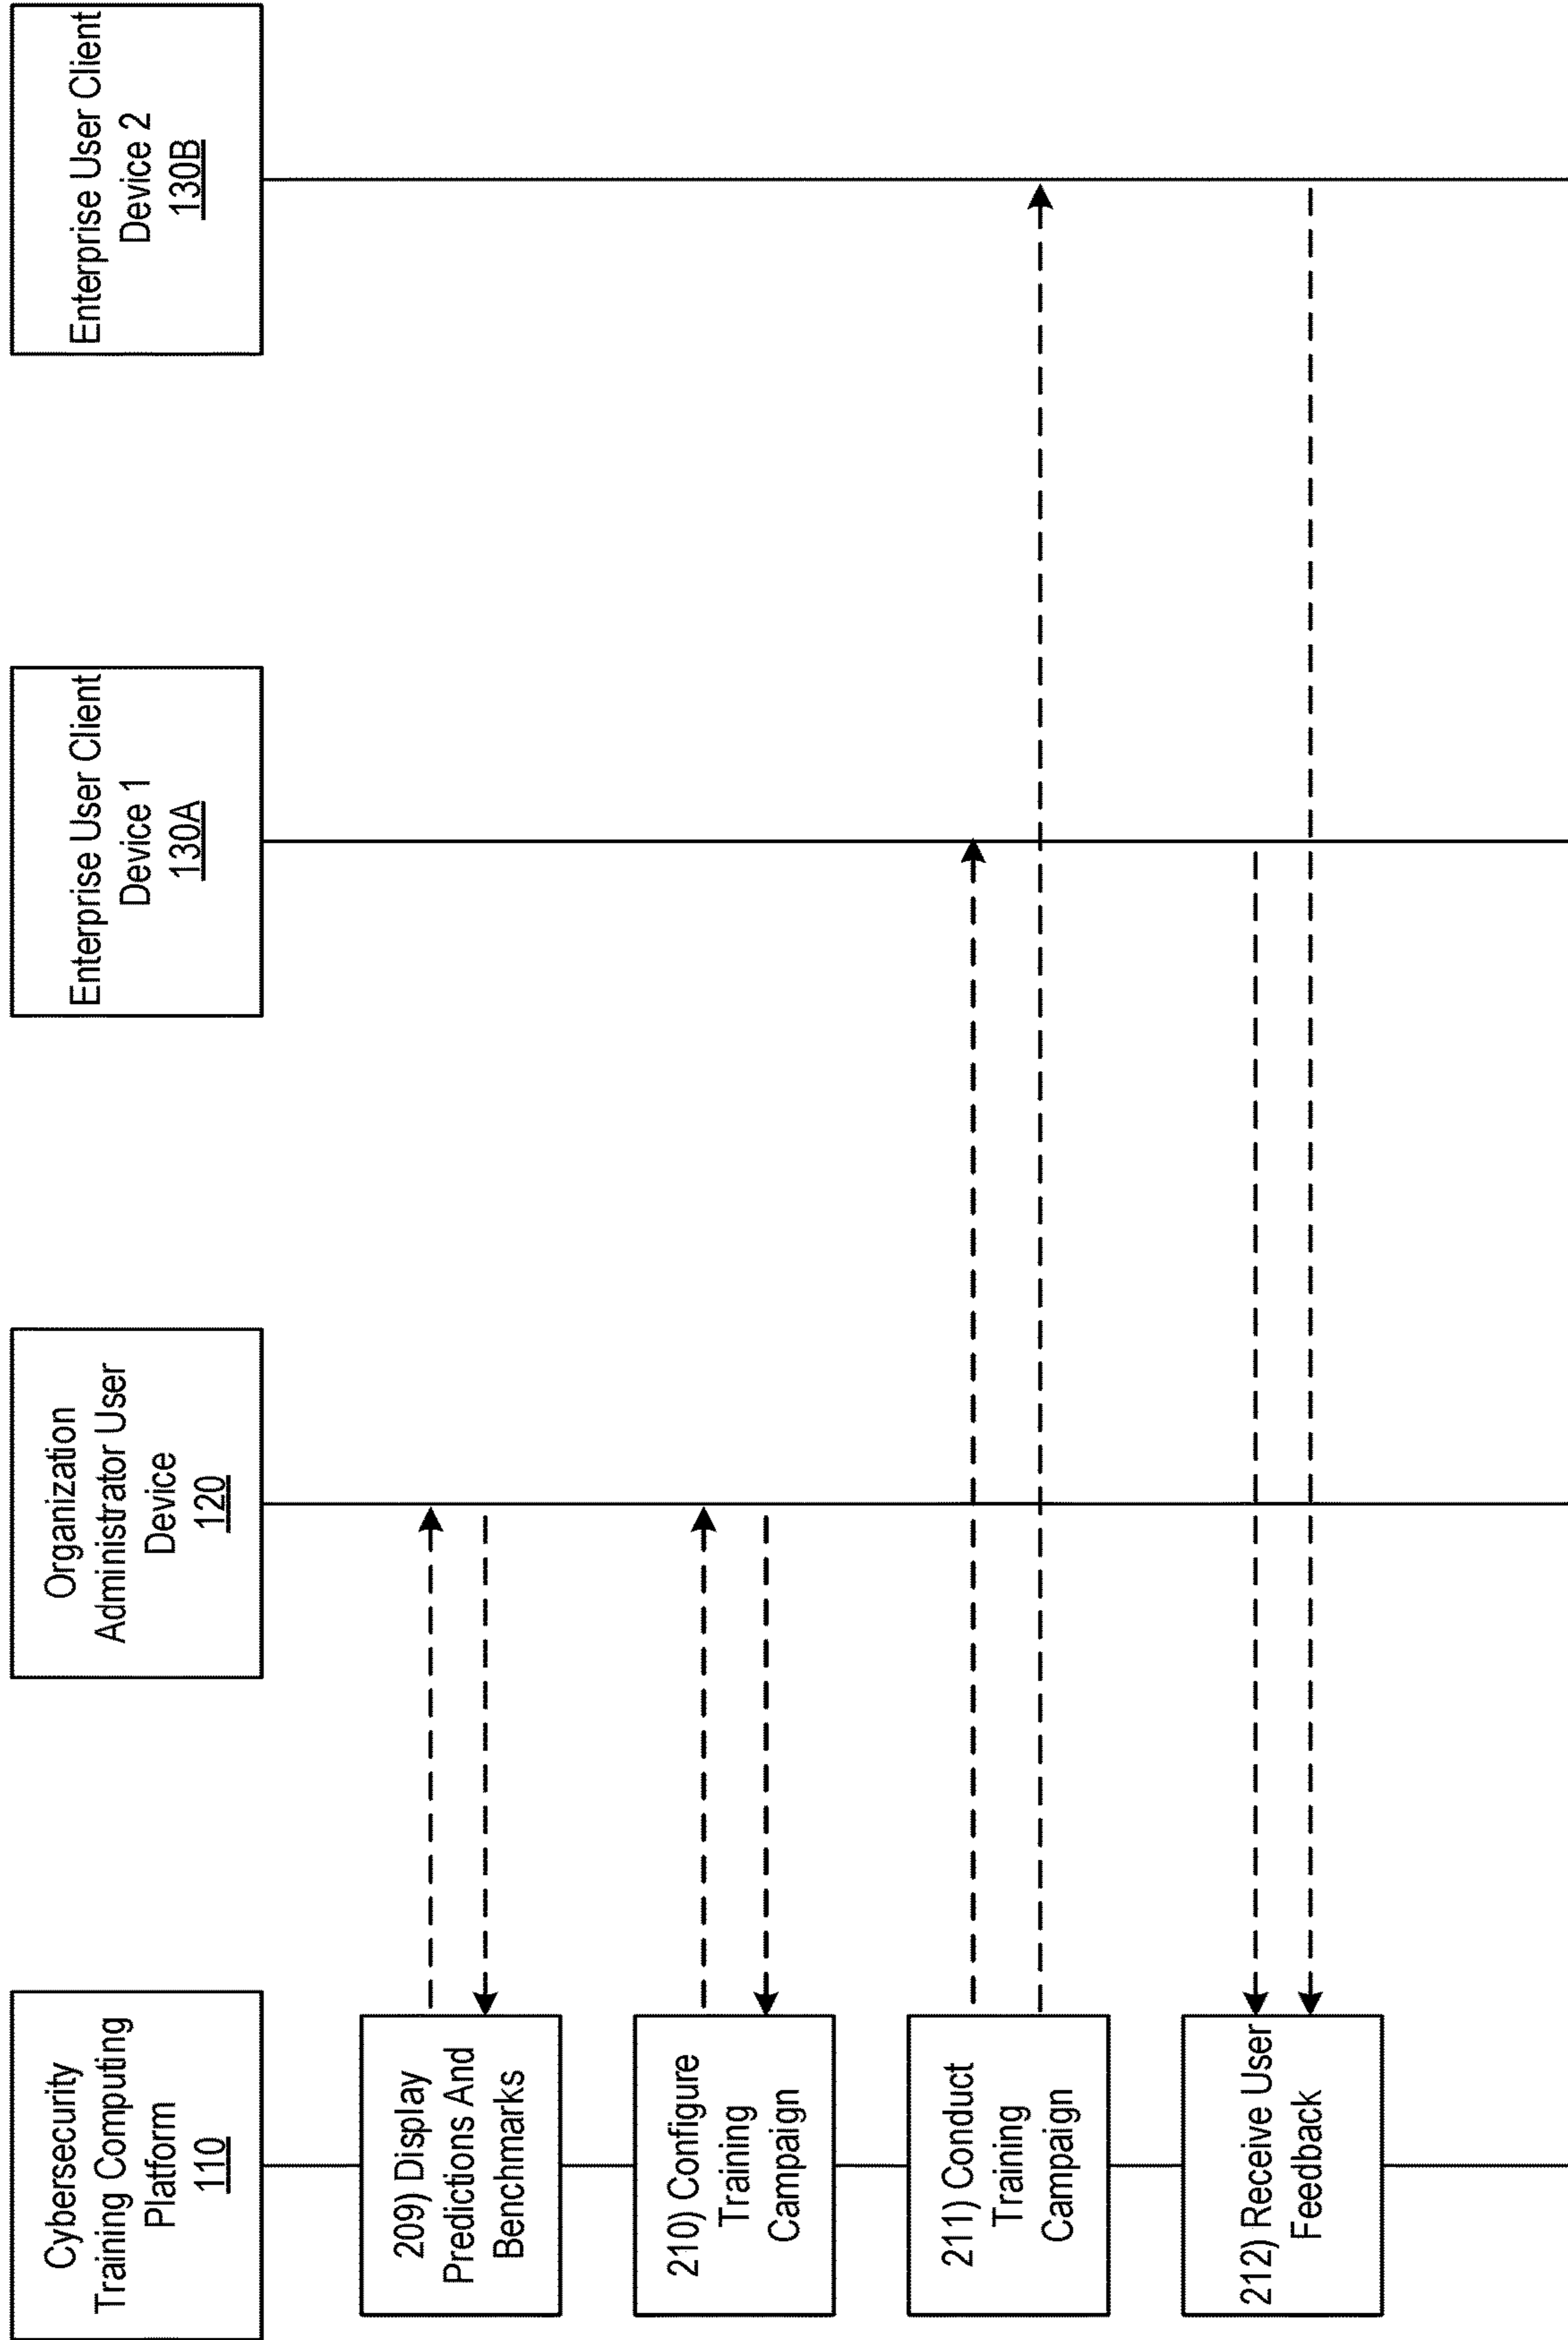 Cybersecurity
Training Computing
Platform
110
Organization
Administrator User
Device
120
Enterprise User Client
Device 1
130A
Enterprise User Client
Device 2
130B
209) Display
Predictions And
Benchmarks
210) Configure
Training
Campaign
211) Conduct
Training
Campaign
212) Receive User
Feedback